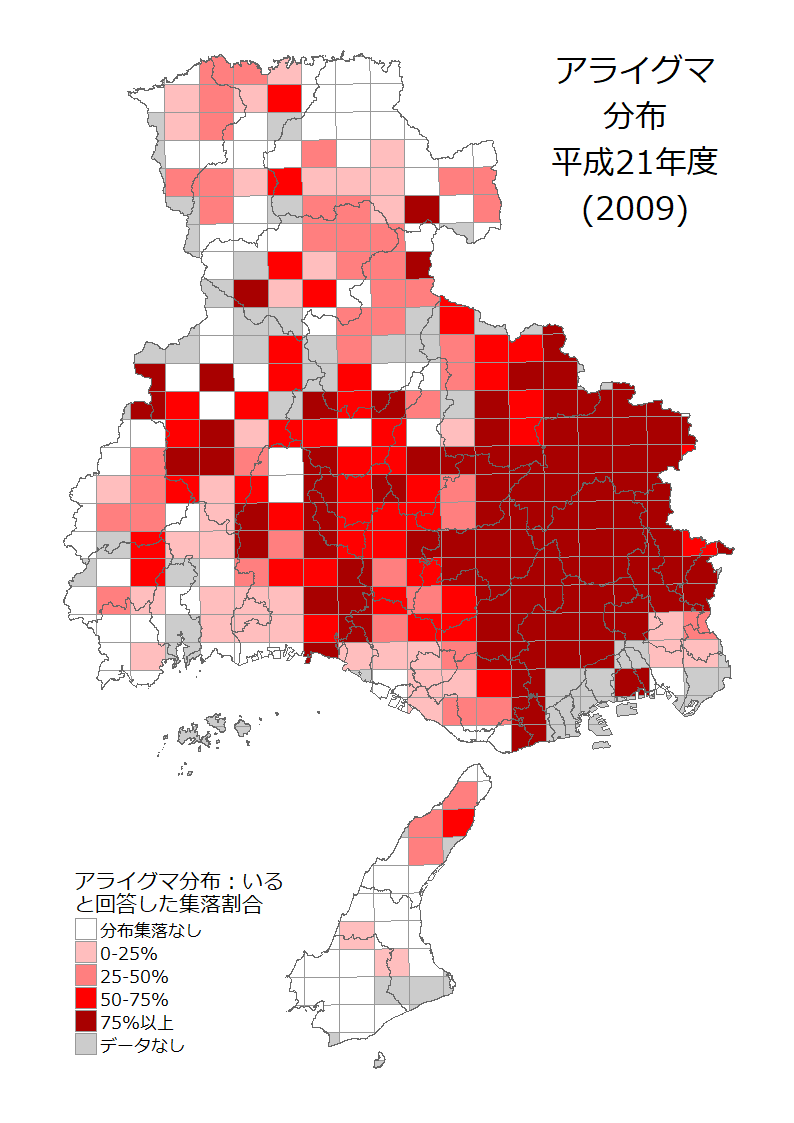 アライグマ
分布
平成21年度
(2009)
アライグマ分布：いる
と回答した集落割合
分布集落なし
0-25%
25-50%
50-75%
75%以上
データなし